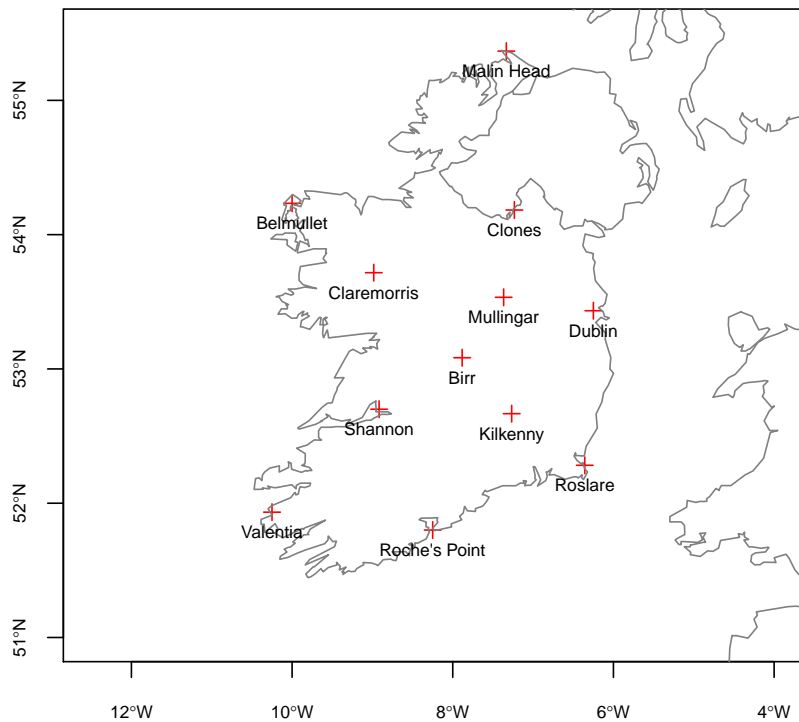 55°N
54°N
53°N
52°N
51°N
Malin Head
Belmullet
Clones
Claremorris
Mullingar
Dublin
Birr
Shannon
Kilkenny
Roslare
Valentia
Roche's Point
12°W
10°W
8°W
6°W
4°W